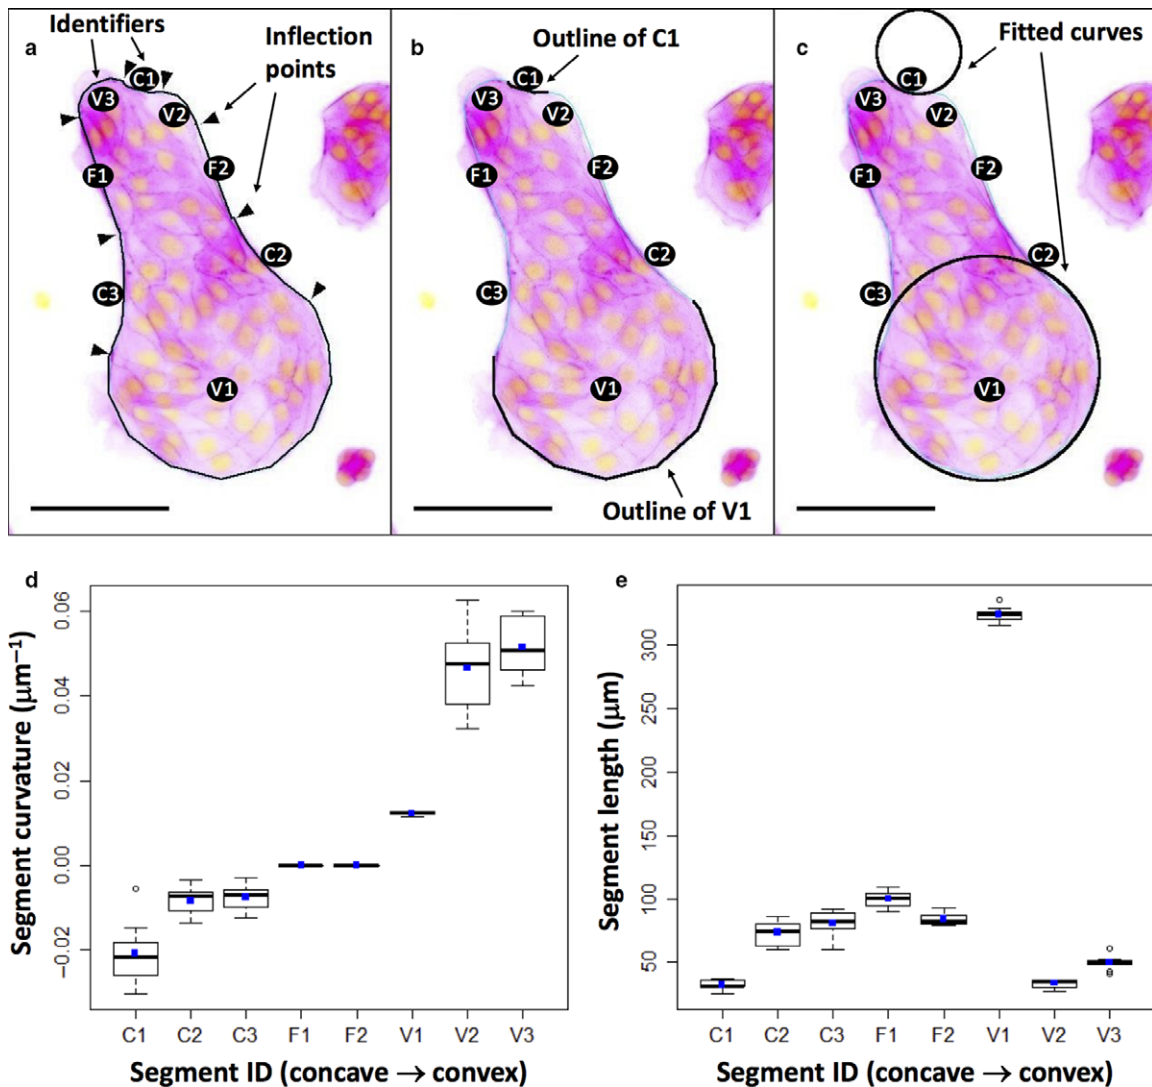 a
Identifiers
C1
Inflection
points
V3
V2
F1
F2
C2
C3
V1
b
Outline of C1
C1
V3
V2
F1
F2
C2
C3
V1
Outline of V1
c
Fitted curves
C1
V3
V2
F1
F2
C2
C3
V1
d
Segment curvature (μm⁻¹)
0.06
0.04
0.02
0.00
−0.02
C1 C2 C3 F1 F2 V1 V2 V3
Segment ID (concave → convex)
e
Segment length (μm)
300
250
200
150
100
50
C1 C2 C3 F1 F2 V1 V2 V3
Segment ID (concave → convex)